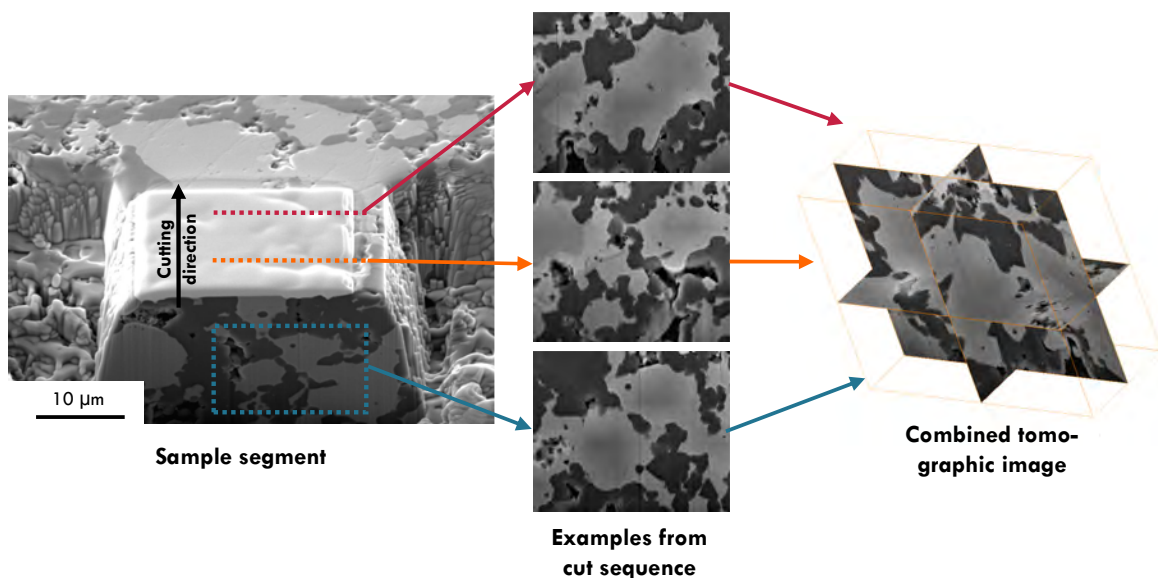 Cutting
direction
10 µm
Sample segment
Examples from
cut sequence
Combined tomo-
graphic image